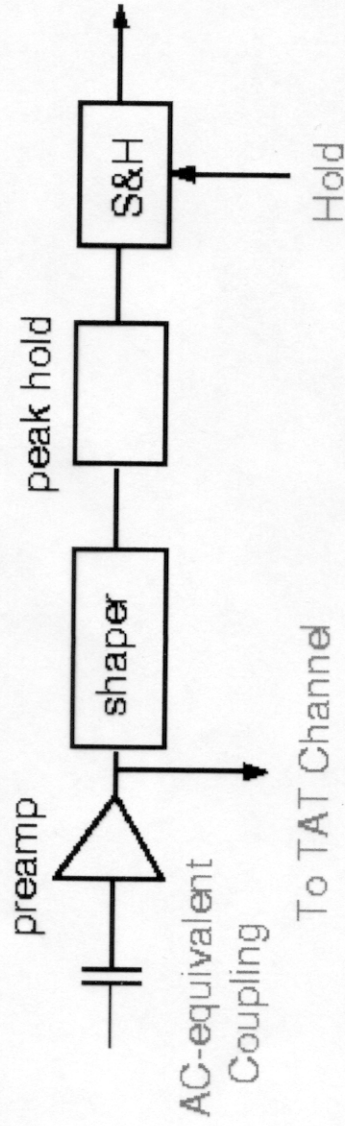 preamp
shaper
peak hold
S&H
AC-equivalent
Coupling
To TAT Channel
Hold